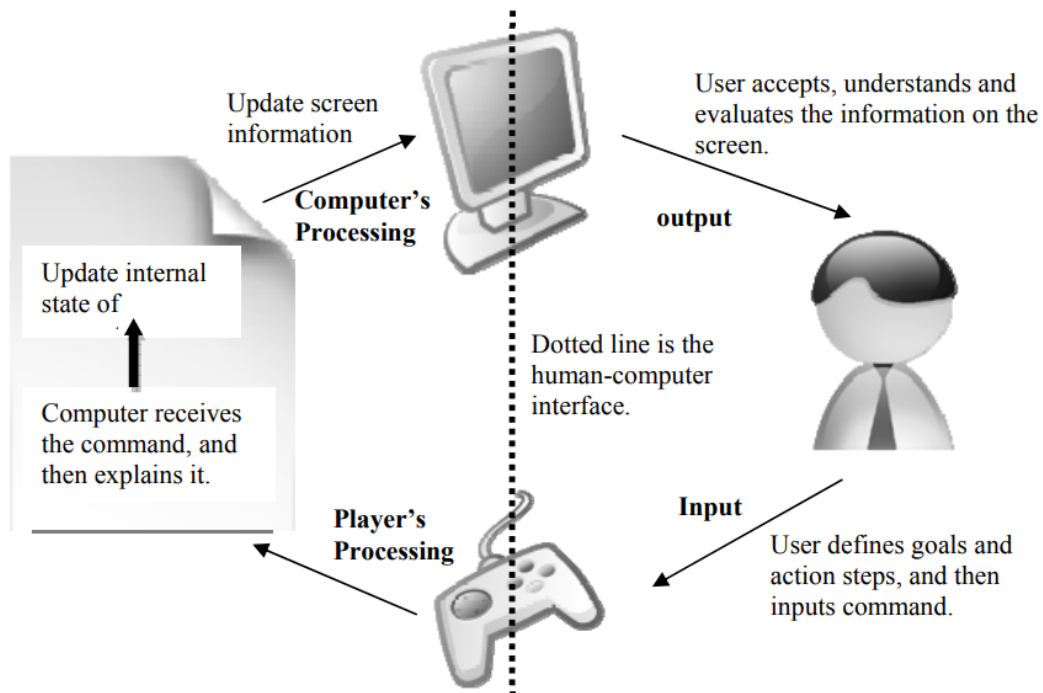 Update screen
information
User accepts, understands and
evaluates the information on the
screen.
Computer's
Processing
output
Update internal
state of
Dotted line is the
human-computer
interface.
Computer receives
the command, and
then explains it.
Player's
Processing
Input
User defines goals and
action steps, and then
inputs command.